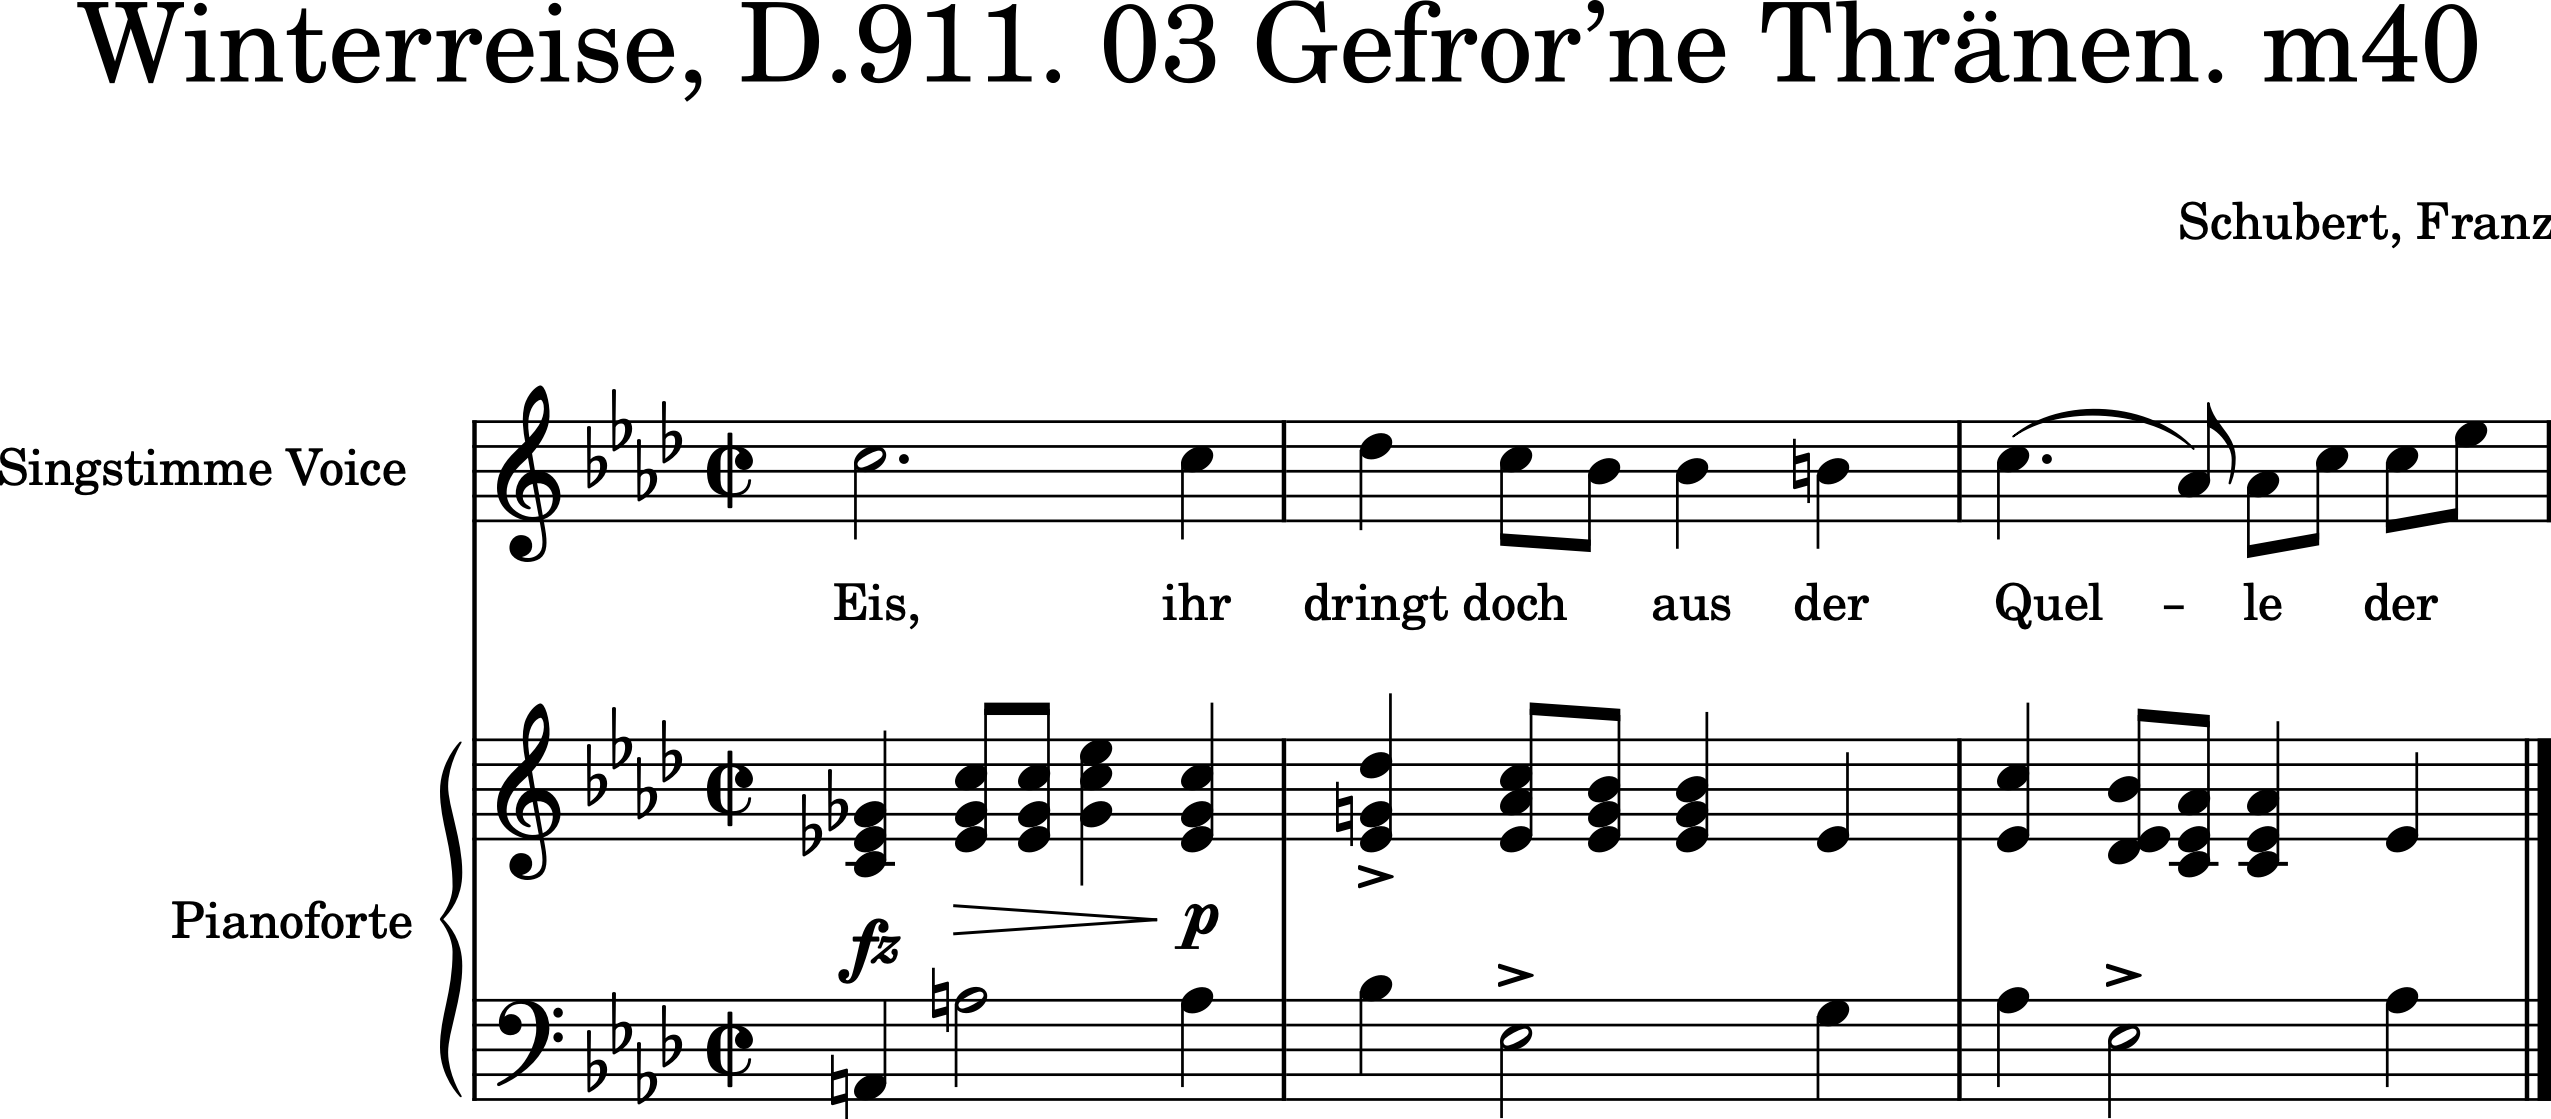 Winterreise, D.911. 03 Gefror’ne Thränen. m40
Schubert, Franz
Singstimme Voice
Eis, ihr dringt doch aus der Quel – le der
Pianoforte
fz p